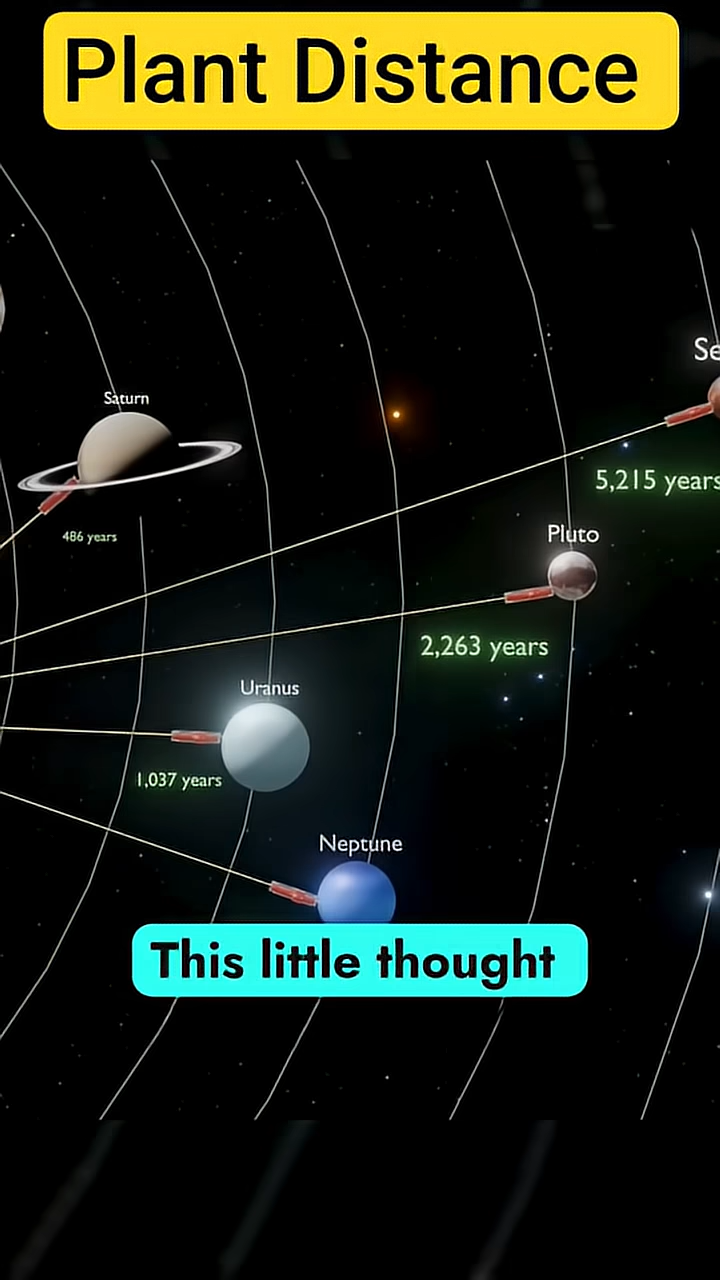 Plant Distance
Se
Saturn
5,215 years
486 years
Pluto
2,263 years
Uranus
1,037 years
Neptune
This little thought